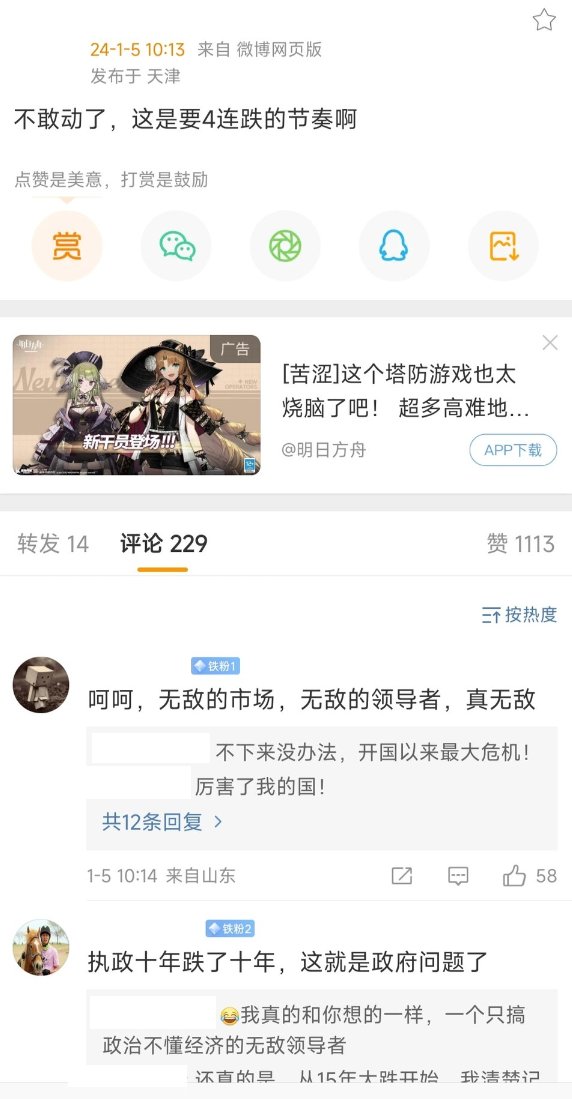 24-1-5 10:13 来自 微博网页版
发布于 天津
不敢动了，这是要4连跌的节奏啊
点赞是美意，打赏是鼓励
赏
明日方舟
广告
NEW
OPERATORS
新干员登场!!!
[苦涩]这个塔防游戏也太
烧脑了吧！ 超多高难地...
@明日方舟
APP下载
转发 14 评论 229 赞 1113
按热度
铁粉1
呵呵，无敌的市场，无敌的领导者，真无敌
不下来没办法，开国以来最大危机！
厉害了我的国！
共12条回复
1-5 10:14 来自山东
58
铁粉2
执政十年跌了十年，这就是政府问题了
😂我真的和你想的一样，一个只搞
政治不懂经济的无敌领导者
还真的是，从15年大跌开始，我清楚记